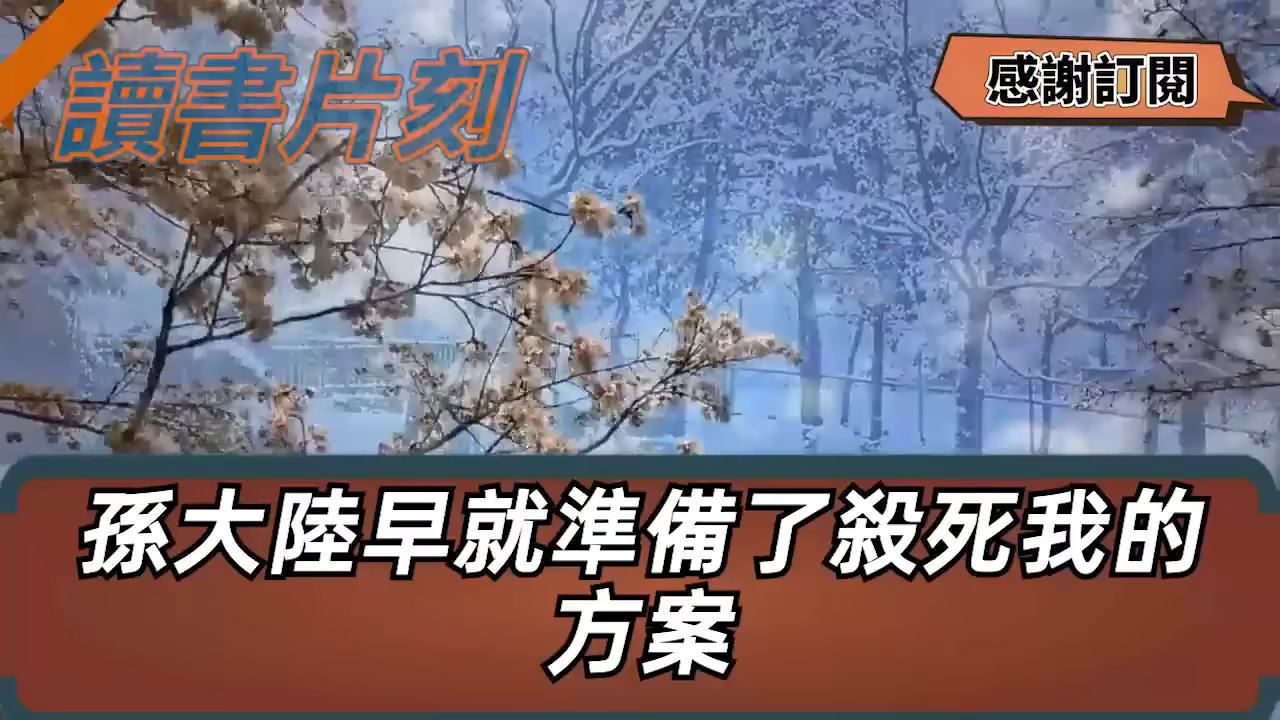 讀書片刻
感謝訂閱
孫大陸早就準備了殺死我的
方案